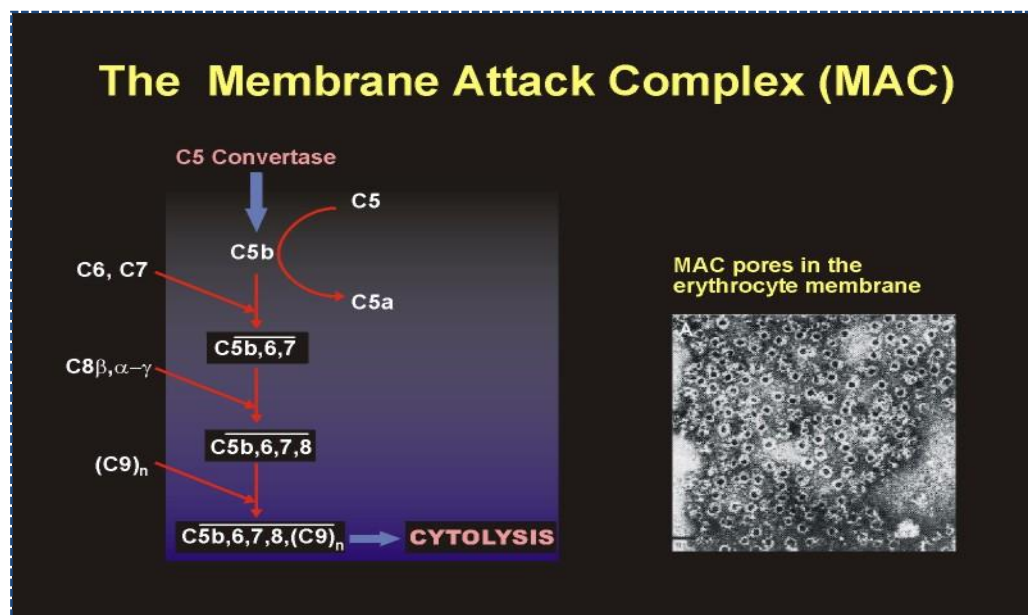 The Membrane Attack Complex (MAC)
C5 Convertase
C5
C5b
C6, C7
C5a
C5b,6,7
C8β,α–γ
C5b,6,7,8
(C9)n
C5b,6,7,8,(C9)n
CYTOLYSIS
MAC pores in the
erythrocyte membrane
A